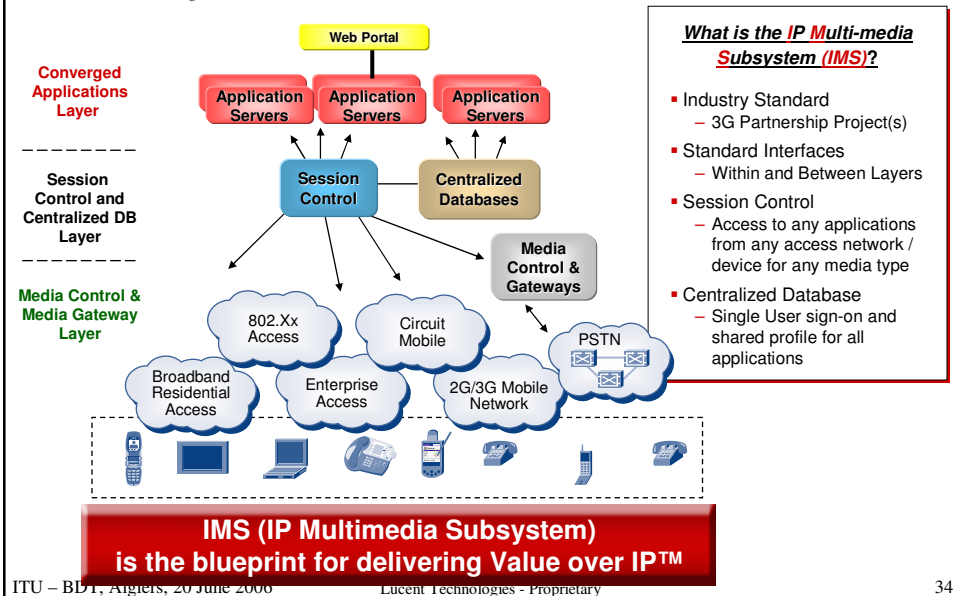 Web Portal
Converged
Applications
Layer
Application
Servers
Application
Servers
Application
Servers
Session
Control and
Centralized DB
Layer
Session
Control
Centralized
Databases
Media
Control &
Gateways
Media Control &
Media Gateway
Layer
802.Xx
Access
Circuit
Mobile
PSTN
Broadband
Residential
Access
Enterprise
Access
2G/3G Mobile
Network
What is the IP Multi-media
Subsystem (IMS)?
▪ Industry Standard
– 3G Partnership Project(s)
▪ Standard Interfaces
– Within and Between Layers
▪ Session Control
– Access to any applications
from any access network /
device for any media type
▪ Centralized Database
– Single User sign-on and
shared profile for all
applications
IMS (IP Multimedia Subsystem)
is the blueprint for delivering Value over IP™
ITU – BDT, Algiers, 20 June 2006
Lucent Technologies - Proprietary
34